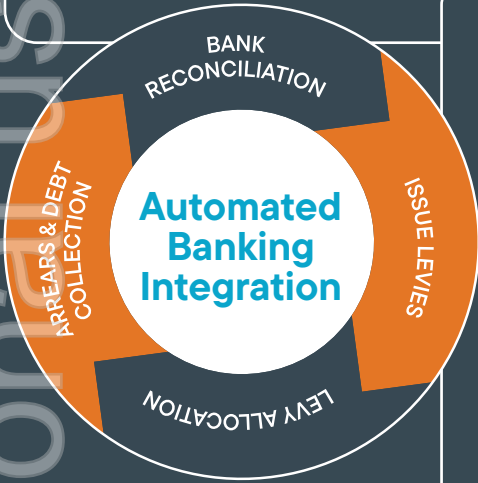 BANK
RECONCILIATION
ISSUE LEVIES
Automated
Banking
Integration
ARREARS & DEBT
COLLECTION
LEVY ALLOCATION